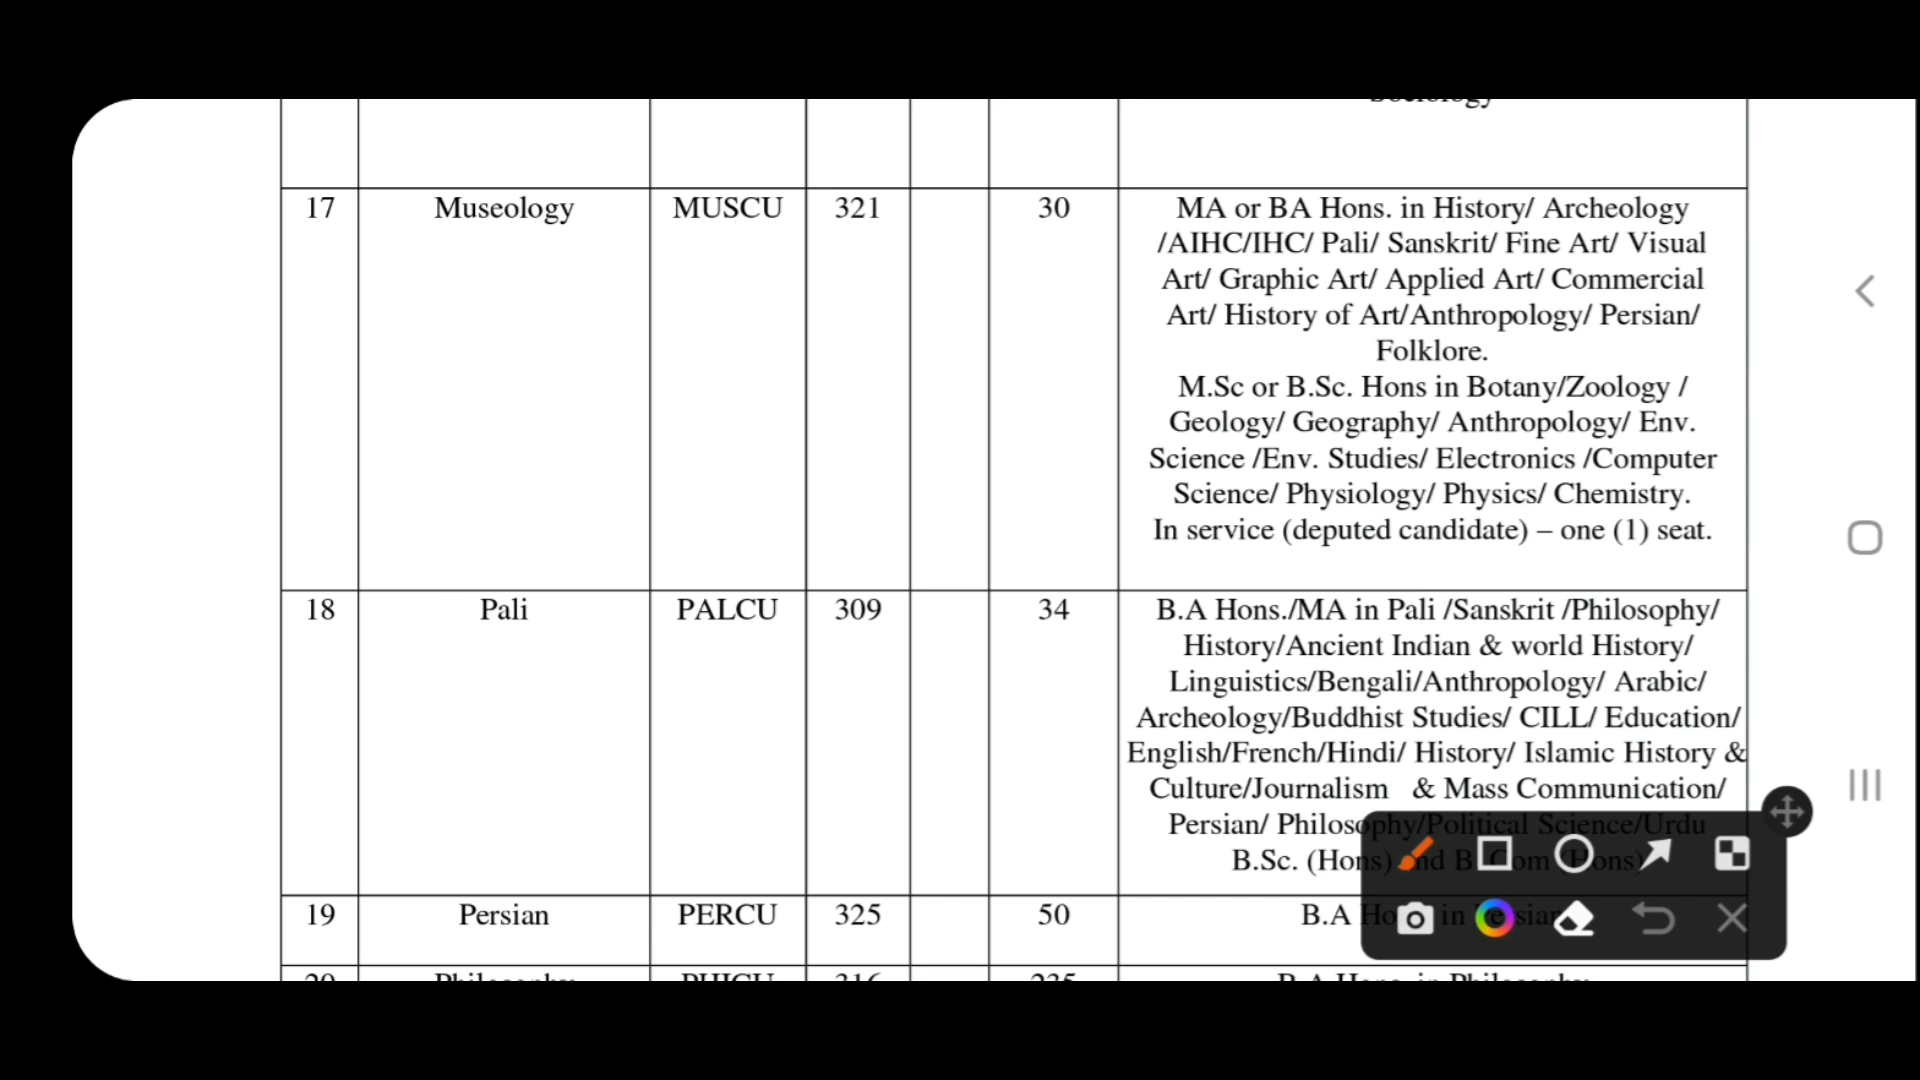 17 Museology MUSCU 321 30 MA or BA Hons. in History/ Archeology
/AIHC/IHC/ Pali/ Sanskrit/ Fine Art/ Visual
Art/ Graphic Art/ Applied Art/ Commercial
Art/ History of Art/Anthropology/ Persian/
Folklore.
M.Sc or B.Sc. Hons in Botany/Zoology /
Geology/ Geography/ Anthropology/ Env.
Science /Env. Studies/ Electronics /Computer
Science/ Physiology/ Physics/ Chemistry.
In service (deputed candidate) – one (1) seat.
18 Pali PALCU 309 34 B.A Hons./MA in Pali /Sanskrit /Philosophy/
History/Ancient Indian & world History/
Linguistics/Bengali/Anthropology/ Arabic/
Archeology/Buddhist Studies/ CILL/ Education/
English/French/Hindi/ History/ Islamic History &
Culture/Journalism & Mass Communication/
Persian/ Philosophy/Political Science/Urdu
B.Sc. (Hons)
19 Persian PERCU 325 50 B.A